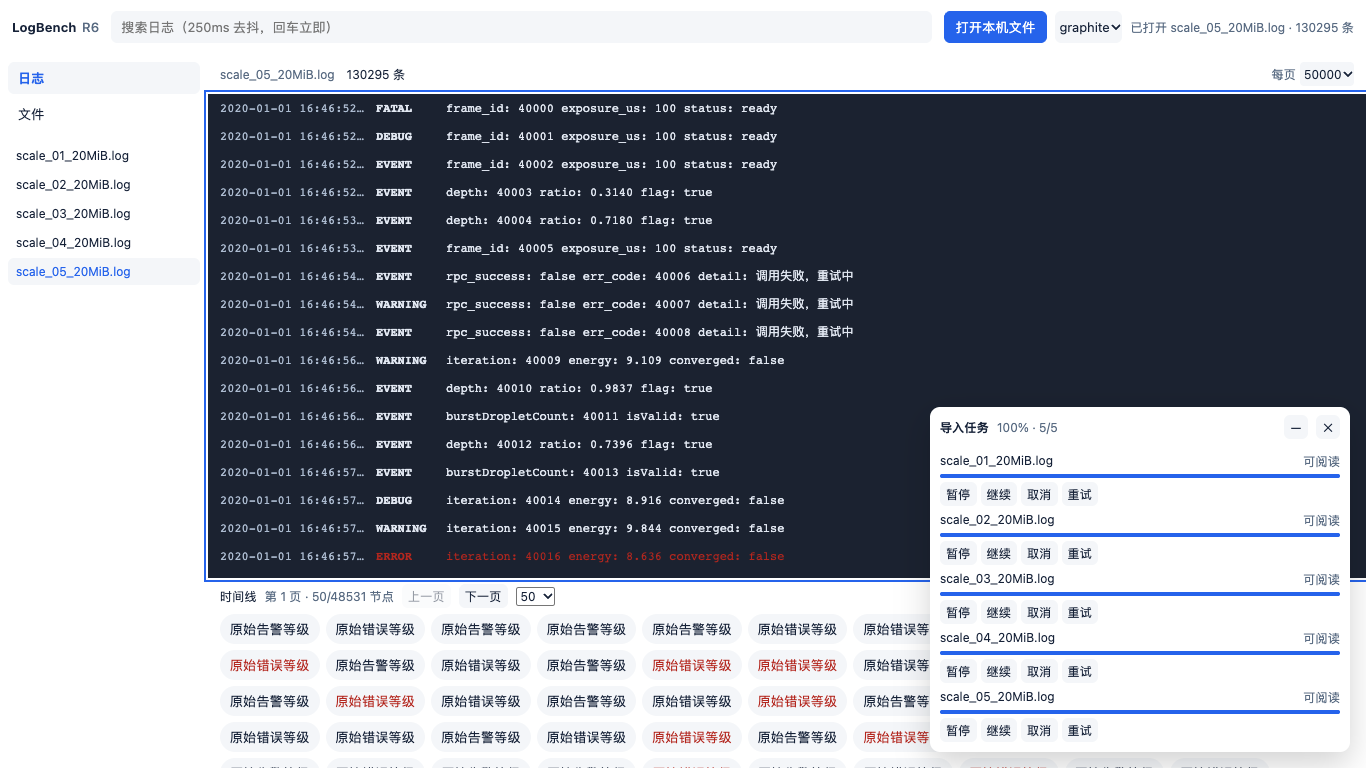 LogBench R6 搜索日志（250ms 去抖，回车立即） 打开本机文件 graphite 已打开 scale_05_20MiB.log · 130295 条
日志
文件
scale_01_20MiB.log
scale_02_20MiB.log
scale_03_20MiB.log
scale_04_20MiB.log
scale_05_20MiB.log
scale_05_20MiB.log 130295 条 每页 50000
2020-01-01 16:46:52… FATAL frame_id: 40000 exposure_us: 100 status: ready
2020-01-01 16:46:52… DEBUG frame_id: 40001 exposure_us: 100 status: ready
2020-01-01 16:46:52… EVENT frame_id: 40002 exposure_us: 100 status: ready
2020-01-01 16:46:52… EVENT depth: 40003 ratio: 0.3140 flag: true
2020-01-01 16:46:53… EVENT depth: 40004 ratio: 0.7180 flag: true
2020-01-01 16:46:53… EVENT frame_id: 40005 exposure_us: 100 status: ready
2020-01-01 16:46:54… EVENT rpc_success: false err_code: 40006 detail: 调用失败，重试中
2020-01-01 16:46:54… WARNING rpc_success: false err_code: 40007 detail: 调用失败，重试中
2020-01-01 16:46:54… EVENT rpc_success: false err_code: 40008 detail: 调用失败，重试中
2020-01-01 16:46:56… WARNING iteration: 40009 energy: 9.109 converged: false
2020-01-01 16:46:56… EVENT depth: 40010 ratio: 0.9837 flag: true
2020-01-01 16:46:56… EVENT burstDropletCount: 40011 isValid: true
2020-01-01 16:46:56… EVENT depth: 40012 ratio: 0.7396 flag: true
2020-01-01 16:46:57… EVENT burstDropletCount: 40013 isValid: true
2020-01-01 16:46:57… DEBUG iteration: 40014 energy: 8.916 converged: false
2020-01-01 16:46:57… WARNING iteration: 40015 energy: 9.844 converged: false
2020-01-01 16:46:57… ERROR iteration: 40016 energy: 8.636 converged: false
时间线 第 1 页 · 50/48531 节点 上一页 下一页 50
原始告警等级 原始错误等级 原始告警等级 原始告警等级 原始告警等级 原始错误等级 原始错误等
原始错误等级 原始告警等级 原始错误等级 原始告警等级 原始错误等级 原始错误等级 原始错误等
原始告警等级 原始错误等级 原始错误等级 原始告警等级 原始错误等级 原始错误等级 原始告警等
原始错误等级 原始错误等级 原始告警等级 原始错误等级 原始错误等级 原始告警等级 原始错误等
导入任务 100% · 5/5
scale_01_20MiB.log 可阅读
暂停 继续 取消 重试
scale_02_20MiB.log 可阅读
暂停 继续 取消 重试
scale_03_20MiB.log 可阅读
暂停 继续 取消 重试
scale_04_20MiB.log 可阅读
暂停 继续 取消 重试
scale_05_20MiB.log 可阅读
暂停 继续 取消 重试